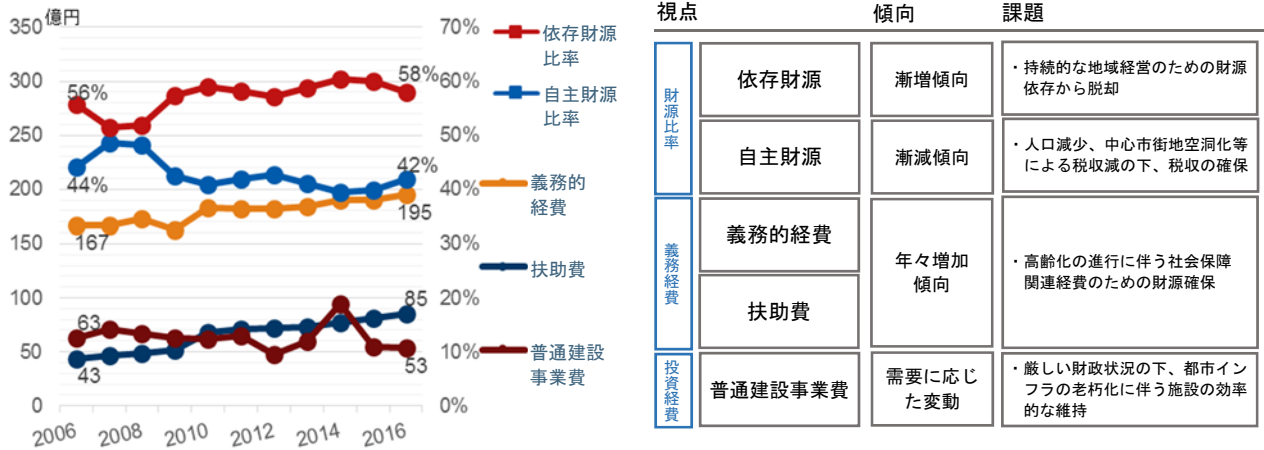 億円
350
300
250
200
150
100
50
0
70%
60%
50%
40%
30%
20%
10%
0%
2006
2008
2010
2012
2014
2016
56%
58%
44%
42%
167
195
63
85
43
53
依存財源
比率
自主財源
比率
義務的
経費
扶助費
普通建設
事業費
視点
傾向
課題
財源比率
依存財源
漸増傾向
・持続的な地域経営のための財源
依存から脱却
自主財源
漸減傾向
・人口減少、中心市街地空洞化等
による税収減の下、税収の確保
義務経費
義務的経費
扶助費
年々増加
傾向
・高齢化の進行に伴う社会保障
関連経費のための財源確保
投資経費
普通建設事業費
需要に応じ
た変動
・厳しい財政状況の下、都市イン
フラの老朽化に伴う施設の効率
的な維持